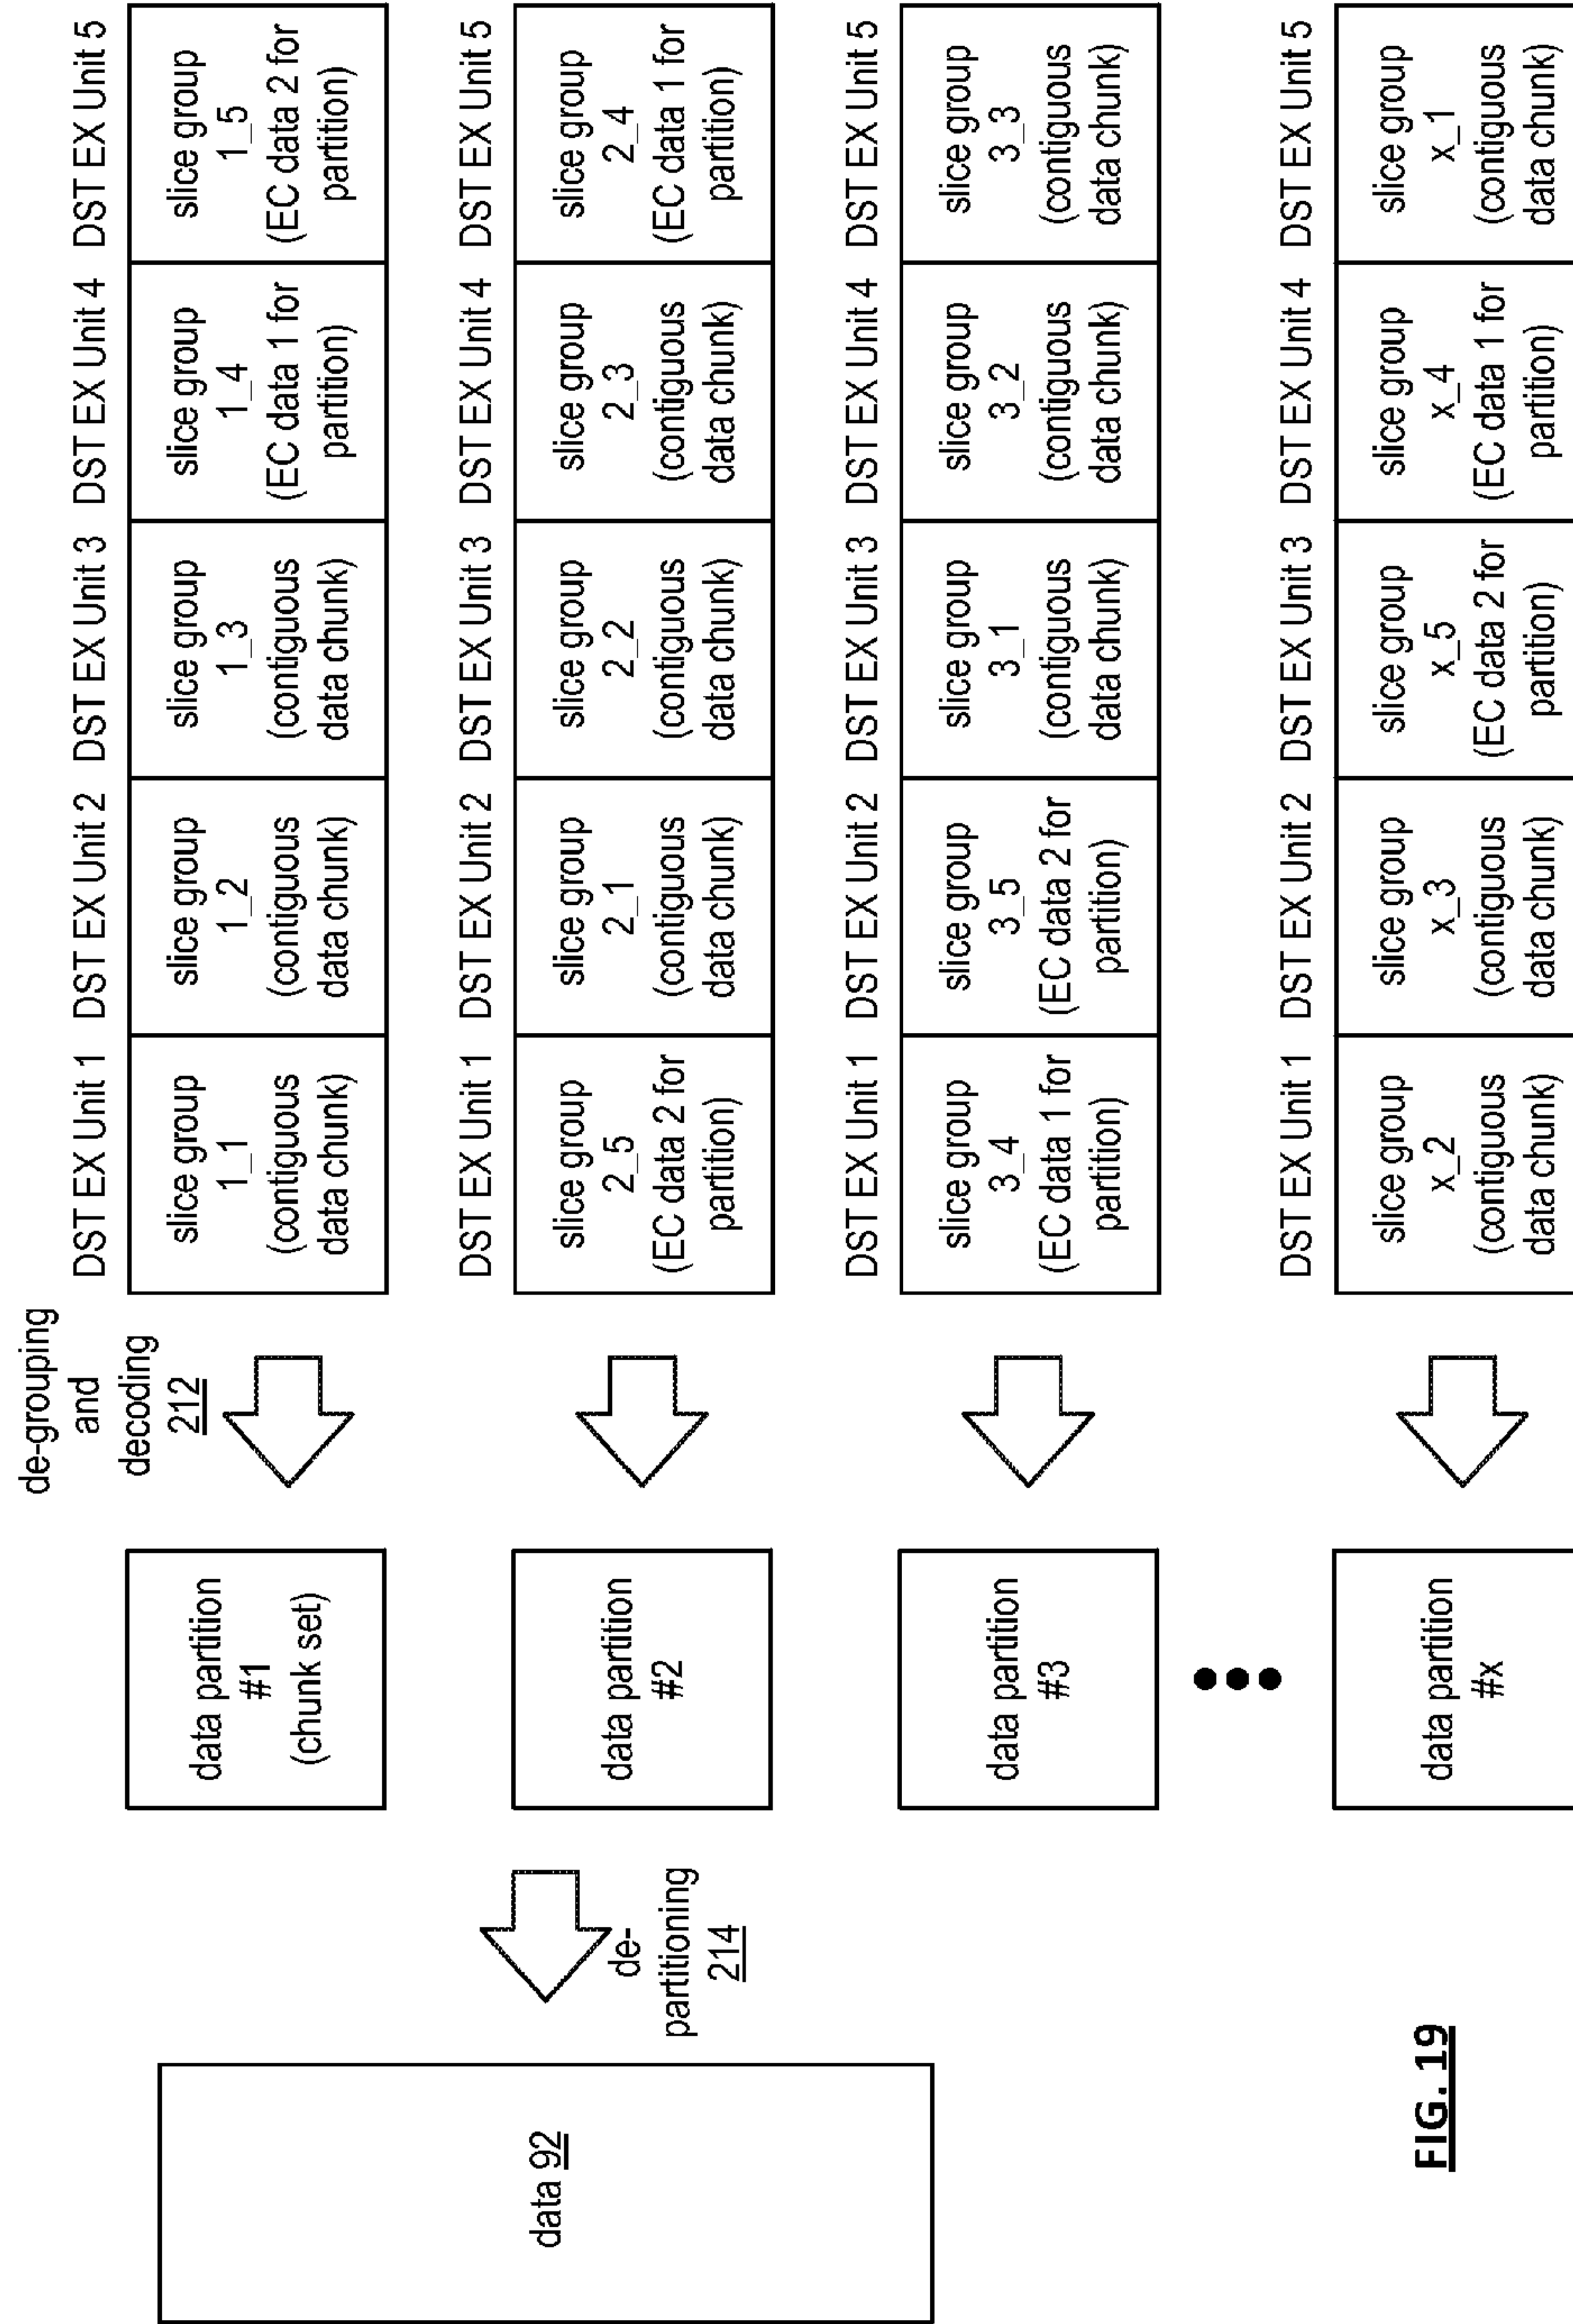 de-grouping
and
decoding
212
DST EX Unit 1 DST EX Unit 2 DST EX Unit 3 DST EX Unit 4 DST EX Unit 5
data partition
#1
(chunk set)
slice group
1_1
(contiguous
data chunk)
slice group
1_2
(contiguous
data chunk)
slice group
1_3
(contiguous
data chunk)
slice group
1_4
(EC data 1 for
partition)
slice group
1_5
(EC data 2 for
partition)
DST EX Unit 1 DST EX Unit 2 DST EX Unit 3 DST EX Unit 4 DST EX Unit 5
data 92
de-
partitioning
214
data partition
#2
slice group
2_5
(EC data 2 for
partition)
slice group
2_1
(contiguous
data chunk)
slice group
2_2
(contiguous
data chunk)
slice group
2_3
(contiguous
data chunk)
slice group
2_4
(EC data 1 for
partition)
DST EX Unit 1 DST EX Unit 2 DST EX Unit 3 DST EX Unit 4 DST EX Unit 5
data partition
#3
slice group
3_4
(EC data 1 for
partition)
slice group
3_5
(EC data 2 for
partition)
slice group
3_1
(contiguous
data chunk)
slice group
3_2
(contiguous
data chunk)
slice group
3_3
(contiguous
data chunk)
DST EX Unit 1 DST EX Unit 2 DST EX Unit 3 DST EX Unit 4 DST EX Unit 5
data partition
#x
slice group
x_2
(contiguous
data chunk)
slice group
x_3
(contiguous
data chunk)
slice group
x_5
(EC data 2 for
partition)
slice group
x_4
(EC data 1 for
partition)
slice group
x_1
(contiguous
data chunk)
FIG. 19